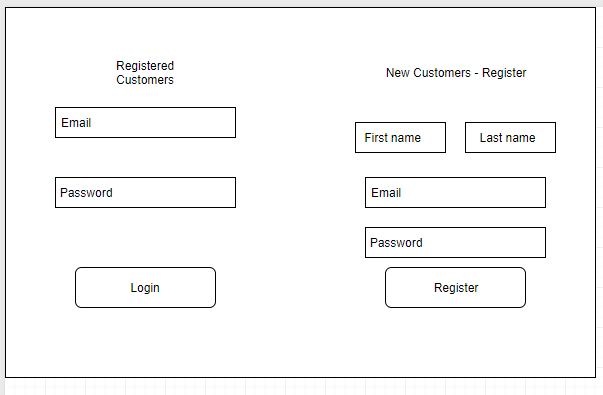 Registered
Customers
Email
Password
Login
New Customers - Register
First name
Last name
Email
Password
Register